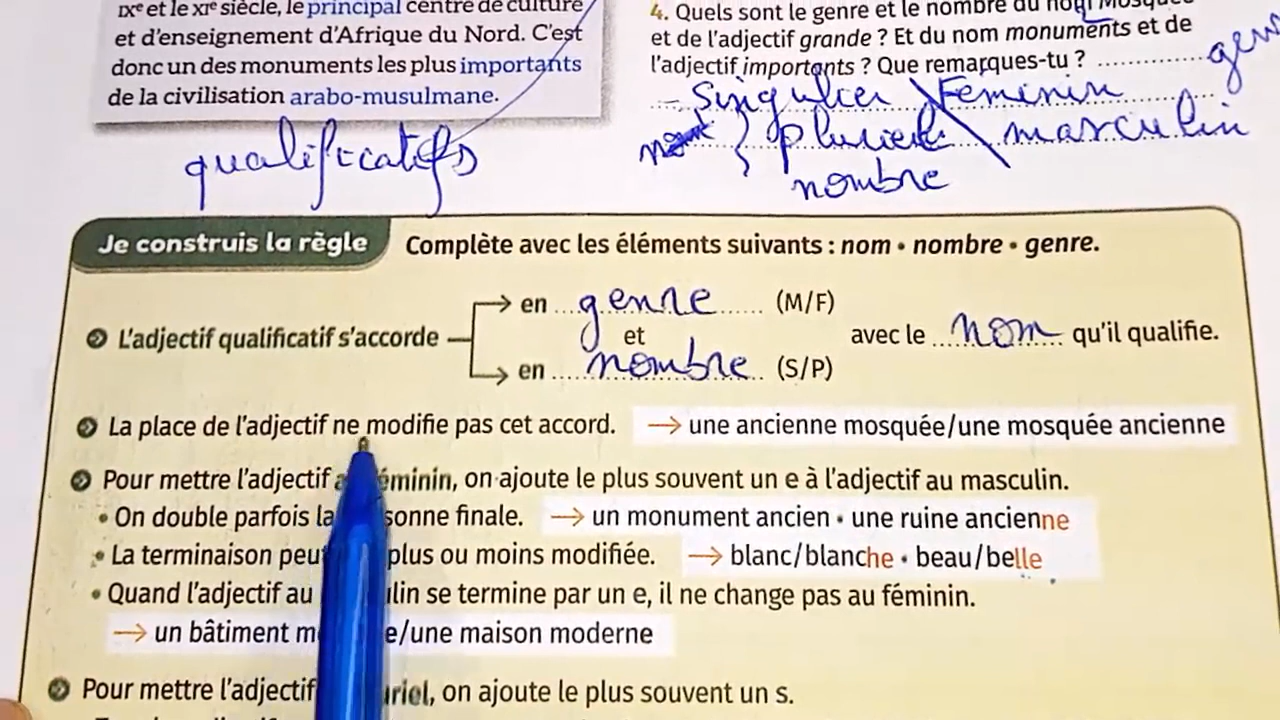 IXᵉ et le XIᵉ siècle, le principal centre de culture
et d'enseignement d'Afrique du Nord. C'est
donc un des monuments les plus importants
de la civilisation arabo-musulmane.
qualificatifs
4. Quels sont le genre et le nombre du nom mosquée
et de l'adjectif grande ? Et du nom monuments et de
l'adjectif importants ? Que remarques-tu ?
Singulier \ Féminin
pluriel \ masculin
nombre
Je construis la règle Complète avec les éléments suivants : nom • nombre • genre.
→ en genre (M/F)
L'adjectif qualificatif s'accorde et avec le nom qu'il qualifie.
→ en nombre (S/P)
La place de l'adjectif ne modifie pas cet accord. → une ancienne mosquée/une mosquée ancienne
Pour mettre l'adjectif féminin, on ajoute le plus souvent un e à l'adjectif au masculin.
• On double parfois la sonne finale. → un monument ancien • une ruine ancienne
• La terminaison peut plus ou moins modifiée. → blanc/blanche • beau/belle
• Quand l'adjectif au lin se termine par un e, il ne change pas au féminin.
→ un bâtiment m e/une maison moderne
Pour mettre l'adjectif riel, on ajoute le plus souvent un s.